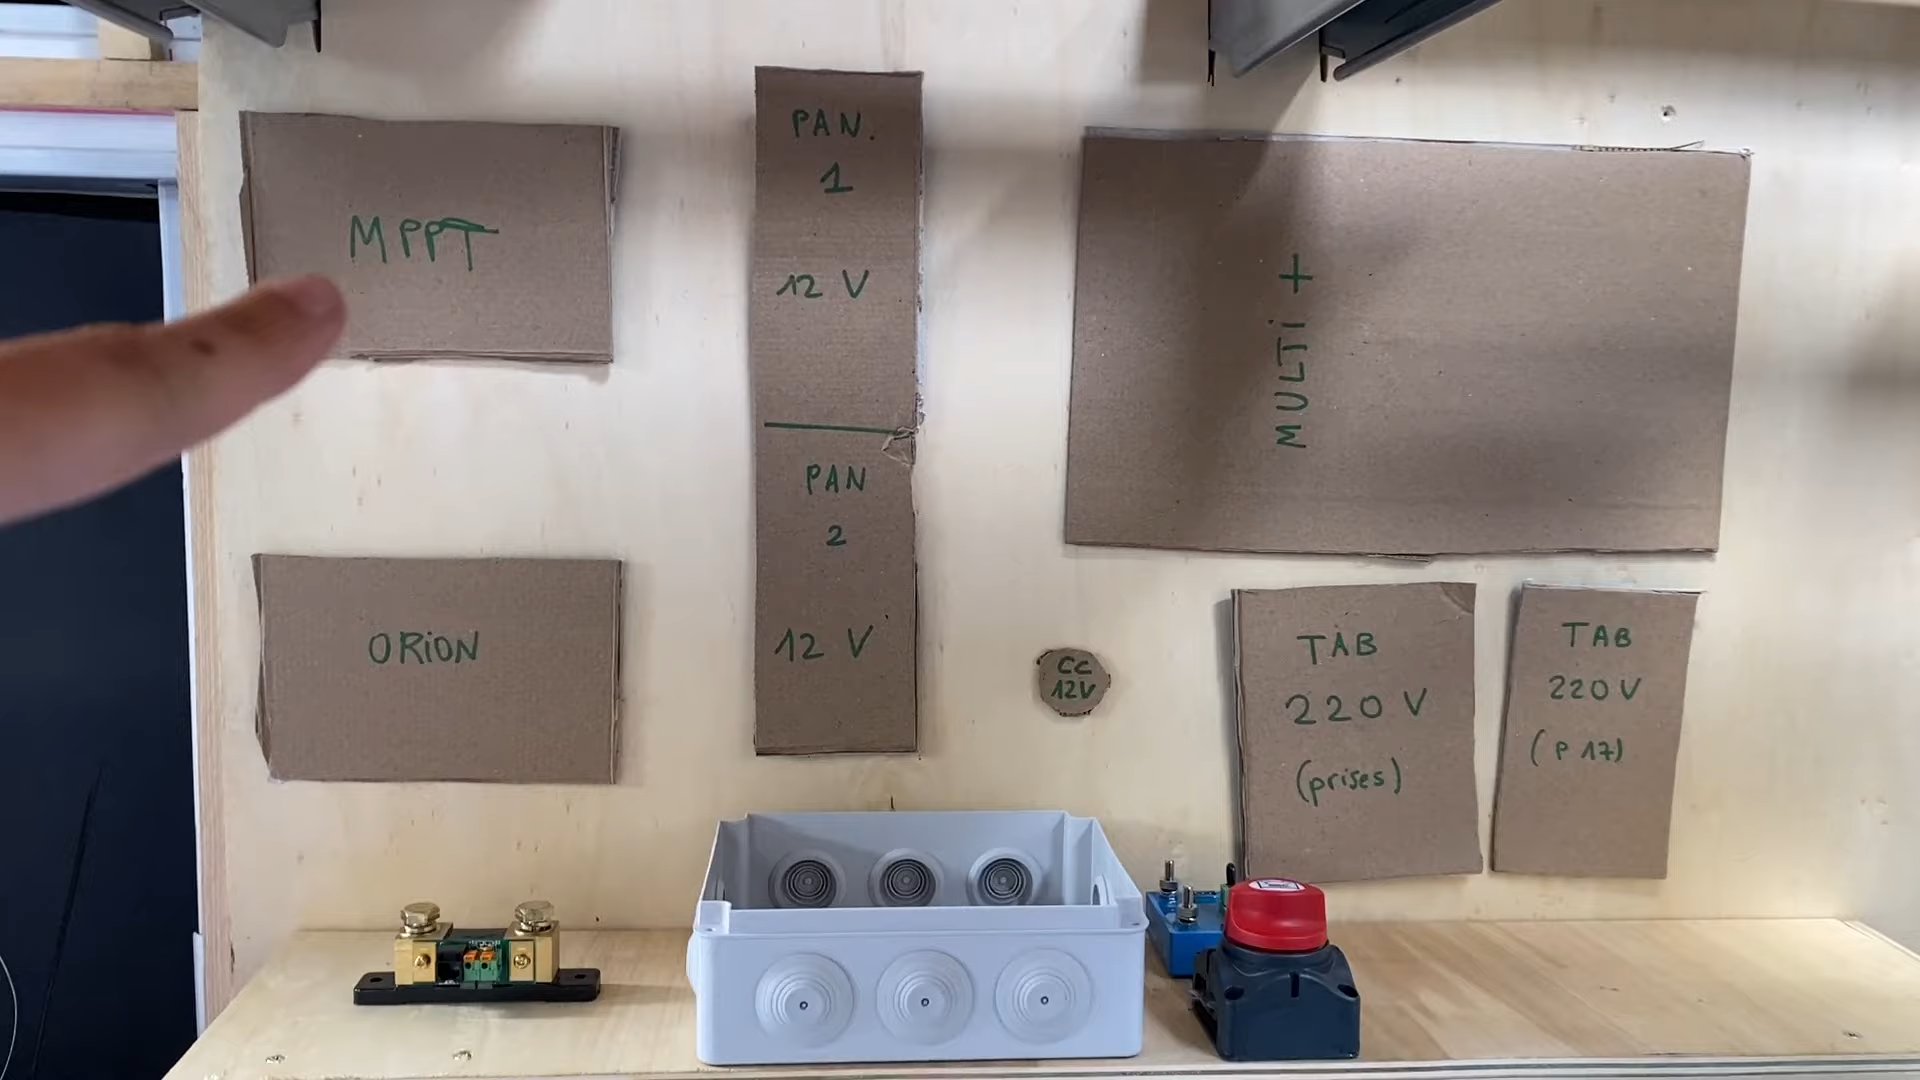 MPPT
ORION
PAN.
1
12 V
PAN
2
12 V
MULTi +
CC
12V
TAB
220 V
(prises)
TAB
220 V
(P 17)